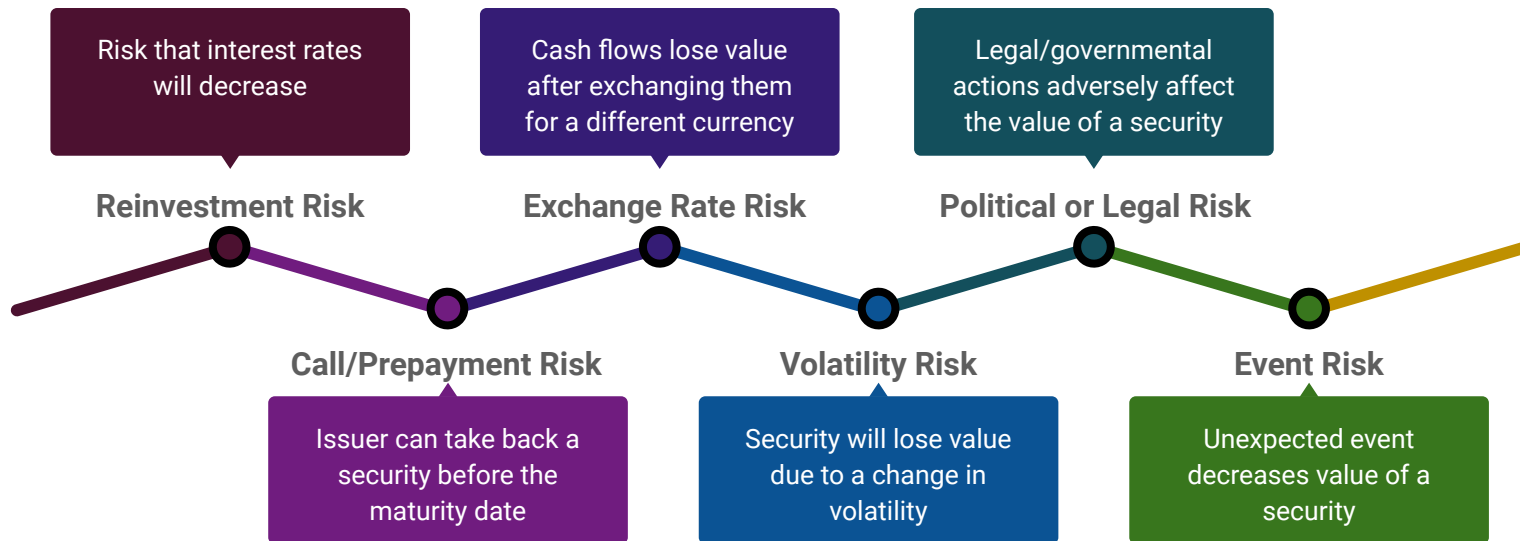 Risk that interest rates
will decrease
Reinvestment Risk
Issuer can take back a
security before the
maturity date
Call/Prepayment Risk
Cash flows lose value
after exchanging them
for a different currency
Exchange Rate Risk
Volatility Risk
Security will lose value
due to a change in
volatility
Legal/governmental
actions adversely affect
the value of a security
Political or Legal Risk
Event Risk
Unexpected event
decreases value of a
security